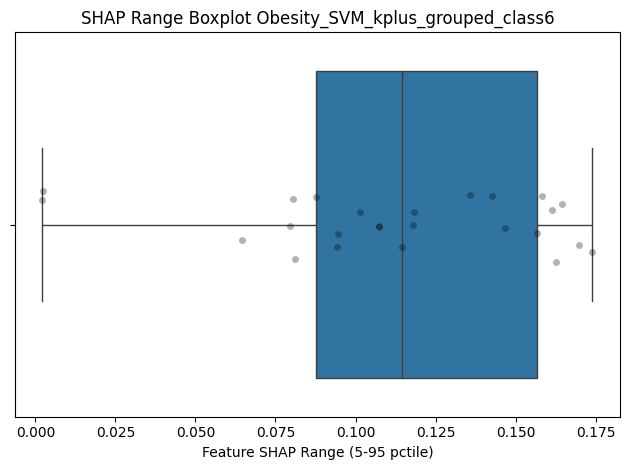 SHAP Range Boxplot Obesity_SVM_kplus_grouped_class6
0.000 0.025 0.050 0.075 0.100 0.125 0.150 0.175
Feature SHAP Range (5-95 pctile)